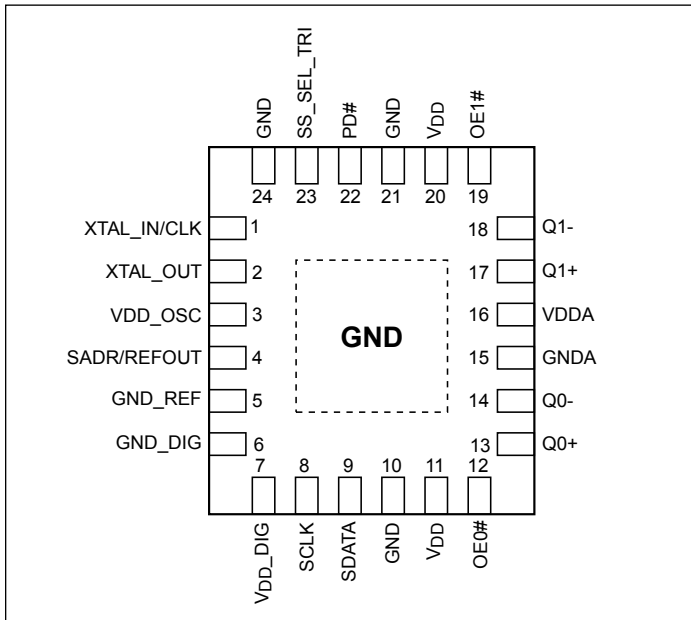 GND
SS_SEL_TRI
PD#
GND
VDD
OE1#
24
23
22
21
20
19
XTAL_IN/CLK
1
18
Q1-
XTAL_OUT
2
17
Q1+
VDD_OSC
3
16
VDDA
GND
SADR/REFOUT
4
15
GNDA
GND_REF
5
14
Q0-
GND_DIG
6
13
Q0+
7
8
9
10
11
12
VDD_DIG
SCLK
SDATA
GND
VDD
OE0#